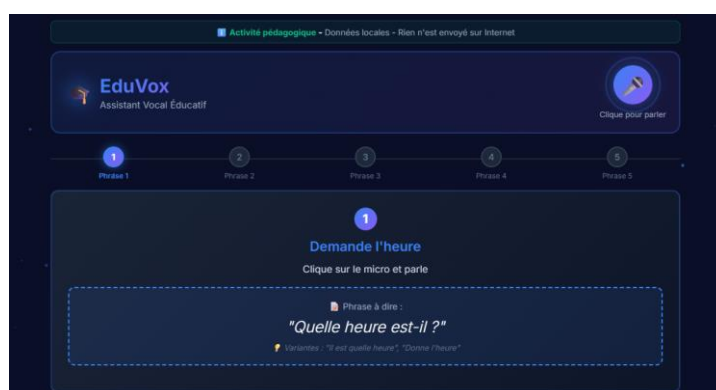 Activité pédagogique - Données locales - Rien n'est envoyé sur Internet
EduVox
Assistant Vocal Éducatif
Clique pour parler
1 2 3 4 5
Phrase 1 Phrase 2 Phrase 3 Phrase 4 Phrase 5
1
Demande l'heure
Clique sur le micro et parle
Phrase à dire :
"Quelle heure est-il ?"
Variantes : "Il est quelle heure", "Donne l'heure"